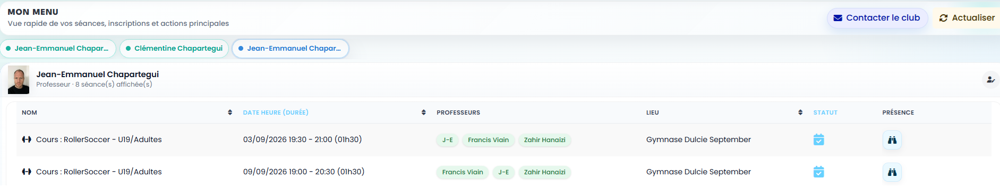 MON MENU
Vue rapide de vos séances, inscriptions et actions principales
Contacter le club
Actualiser
Jean-Emmanuel Chapar...
Clémentine Chapartegui
Jean-Emmanuel Chapar...
Jean-Emmanuel Chapartegui
Professeur · 8 séance(s) affichée(s)
NOM DATE HEURE (DURÉE) PROFESSEURS LIEU STATUT PRÉSENCE
Cours : RollerSoccer - U19/Adultes 03/09/2026 19:30 - 21:00 (01h30) J-E Francis Viain Zahir Hanaizi Gymnase Dulcie September
Cours : RollerSoccer - U19/Adultes 09/09/2026 19:00 - 20:30 (01h30) Francis Viain J-E Zahir Hanaizi Gymnase Dulcie September